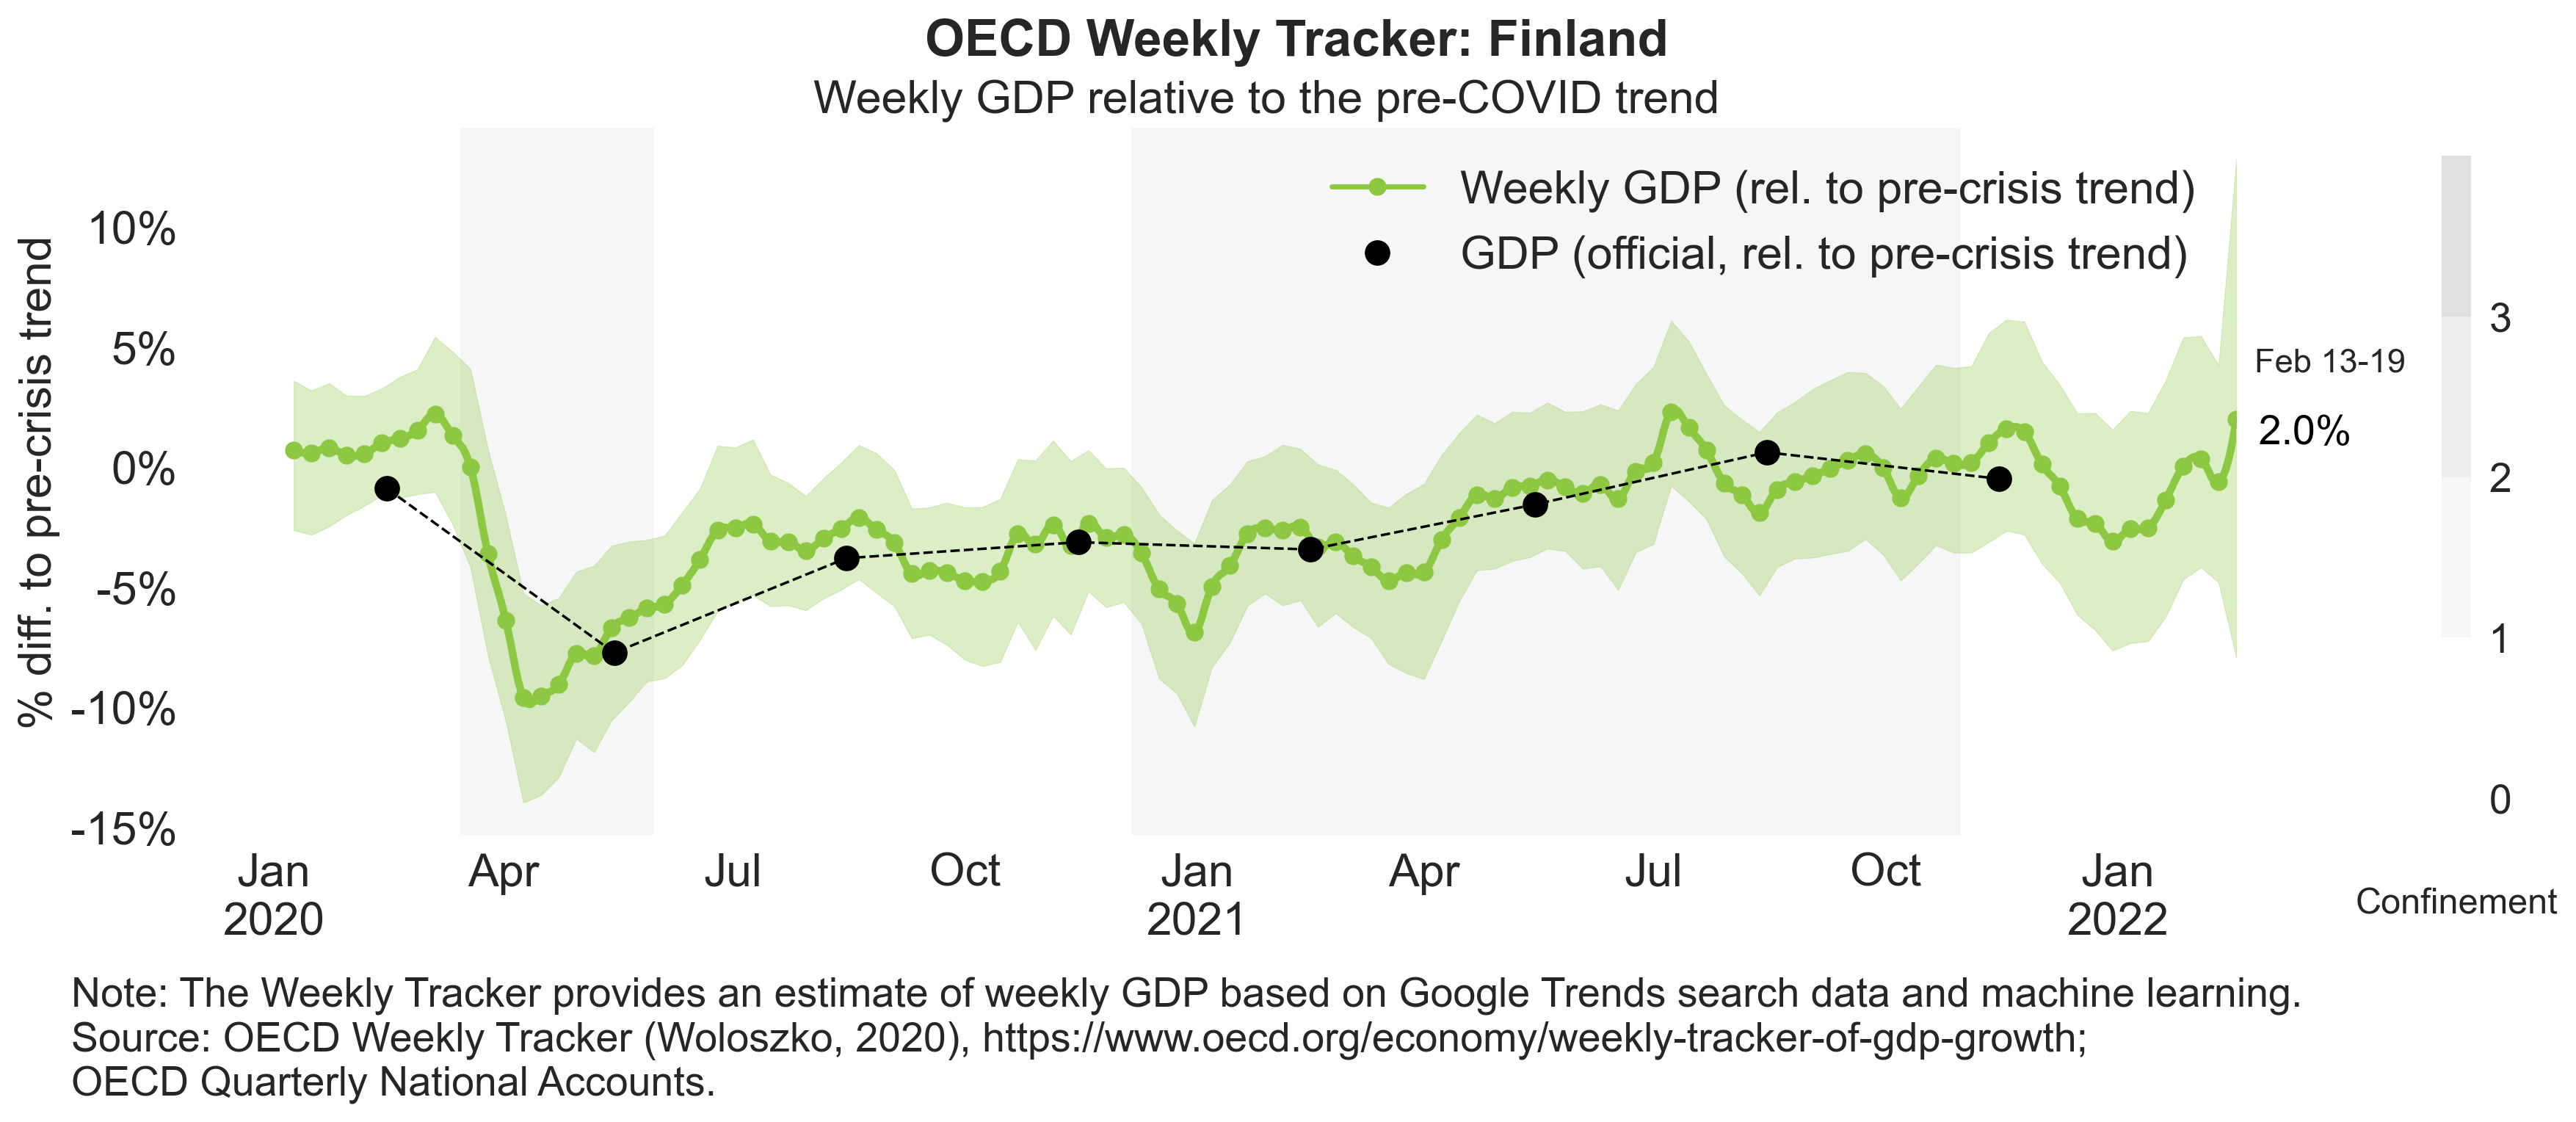 OECD Weekly Tracker: Finland
Weekly GDP relative to the pre-COVID trend
% diff. to pre-crisis trend
10%
5%
0%
-5%
-10%
-15%
Weekly GDP (rel. to pre-crisis trend)
GDP (official, rel. to pre-crisis trend)
Feb 13-19
2.0%
3
2
1
0
Confinement
Jan Apr Jul Oct Jan Apr Jul Oct Jan
2020 2021 2022
Note: The Weekly Tracker provides an estimate of weekly GDP based on Google Trends search data and machine learning.
Source: OECD Weekly Tracker (Woloszko, 2020), https://www.oecd.org/economy/weekly-tracker-of-gdp-growth;
OECD Quarterly National Accounts.